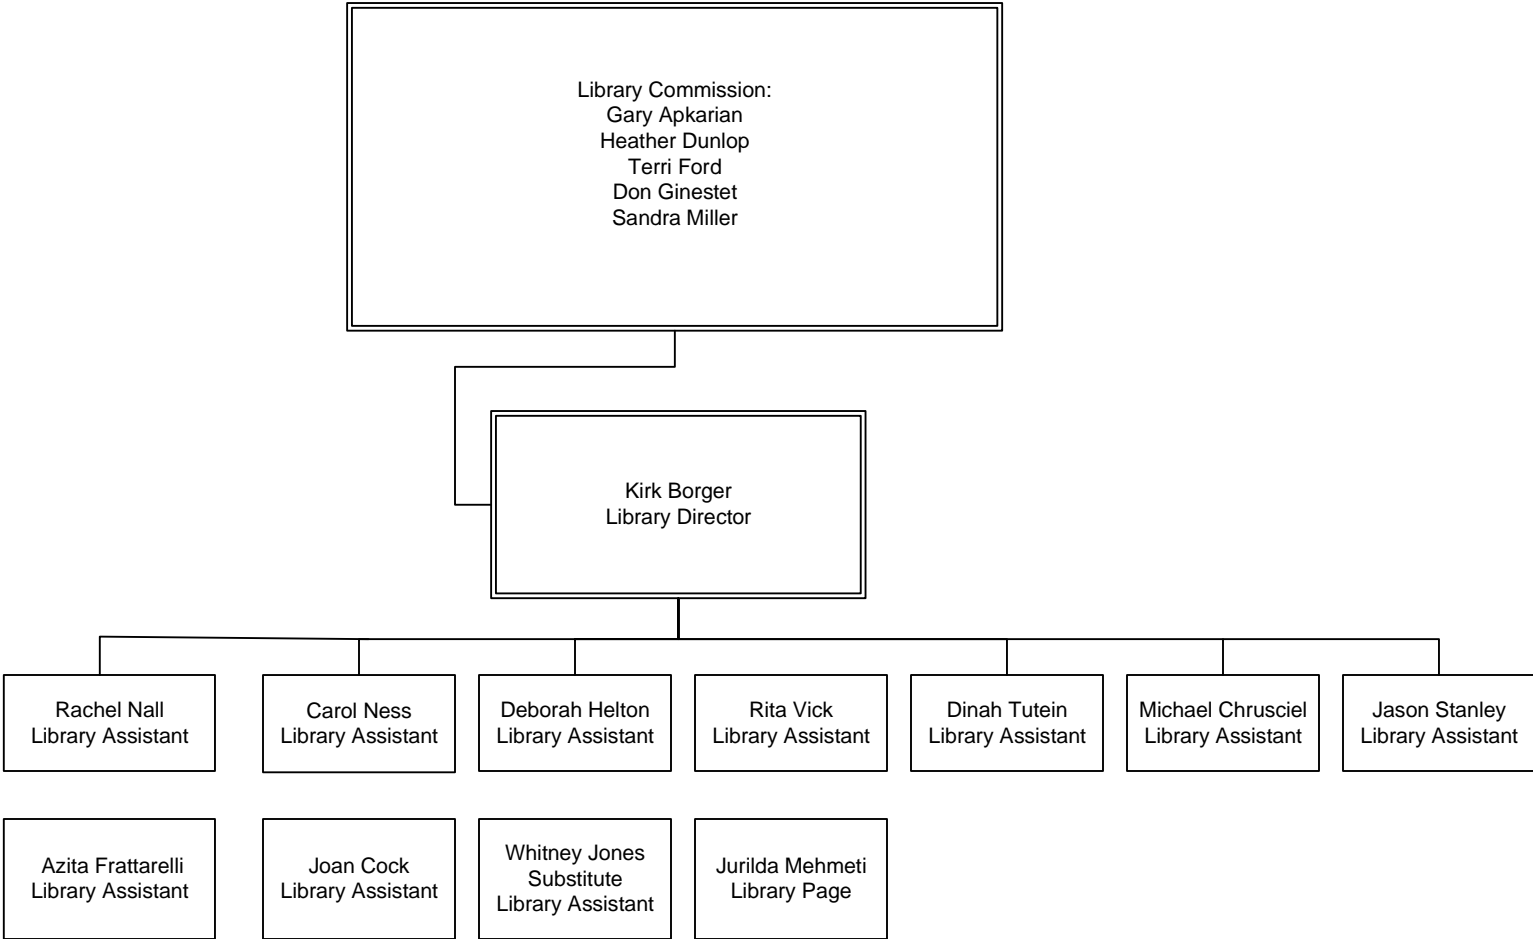 Library Commission:
Gary Apkarian
Heather Dunlop
Terri Ford
Don Ginestet
Sandra Miller
Kirk Borger
Library Director
Rachel Nall
Library Assistant
Carol Ness
Library Assistant
Deborah Helton
Library Assistant
Rita Vick
Library Assistant
Dinah Tutein
Library Assistant
Michael Chrusciel
Library Assistant
Jason Stanley
Library Assistant
Azita Frattarelli
Library Assistant
Joan Cock
Library Assistant
Whitney Jones
Substitute
Library Assistant
Jurilda Mehmeti
Library Page